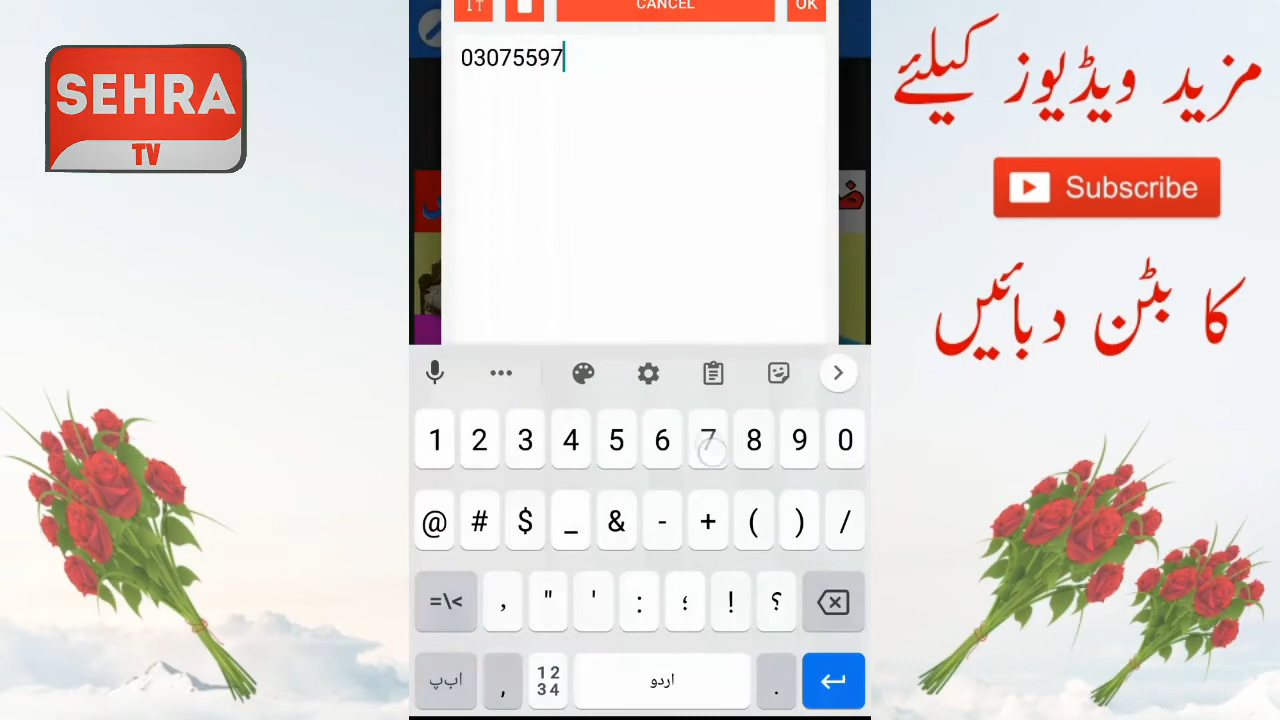 SEHRA
TV
CANCEL
OK
03075597
مزید ویڈیوز کیلئے
Subscribe
کا بٹن دبائیں
1 2 3 4 5 6 7 8 9 0
@ # $ _ & - + ( ) /
=\< ، " ' : ؛ ! ؟
اب‌پ , 12 34 اردو .